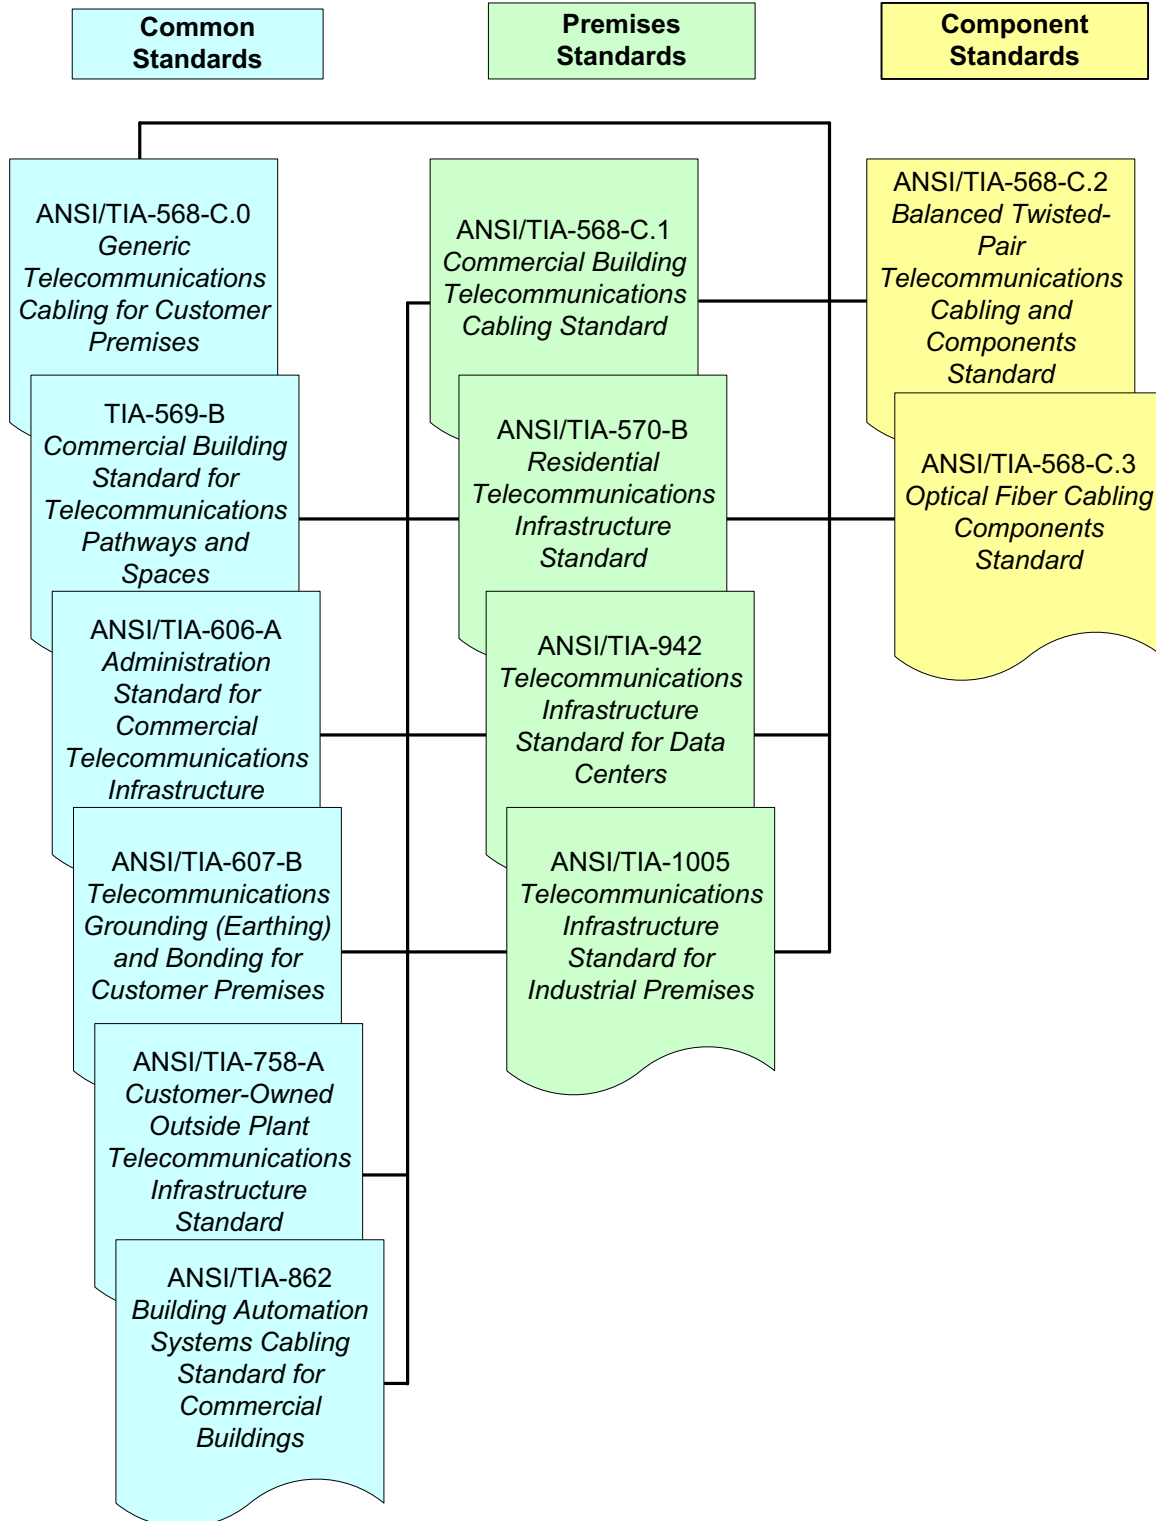 Common
Standards
Premises
Standards
Component
Standards
ANSI/TIA-568-C.0
Generic
Telecommunications
Cabling for Customer
Premises
TIA-569-B
Commercial Building
Standard for
Telecommunications
Pathways and
Spaces
ANSI/TIA-606-A
Administration
Standard for
Commercial
Telecommunications
Infrastructure
ANSI/TIA-607-B
Telecommunications
Grounding (Earthing)
and Bonding for
Customer Premises
ANSI/TIA-758-A
Customer-Owned
Outside Plant
Telecommunications
Infrastructure
Standard
ANSI/TIA-862
Building Automation
Systems Cabling
Standard for
Commercial
Buildings
ANSI/TIA-568-C.1
Commercial Building
Telecommunications
Cabling Standard
ANSI/TIA-570-B
Residential
Telecommunications
Infrastructure
Standard
ANSI/TIA-942
Telecommunications
Infrastructure
Standard for Data
Centers
ANSI/TIA-1005
Telecommunications
Infrastructure
Standard for
Industrial Premises
ANSI/TIA-568-C.2
Balanced Twisted-
Pair
Telecommunications
Cabling and
Components
Standard
ANSI/TIA-568-C.3
Optical Fiber Cabling
Components
Standard